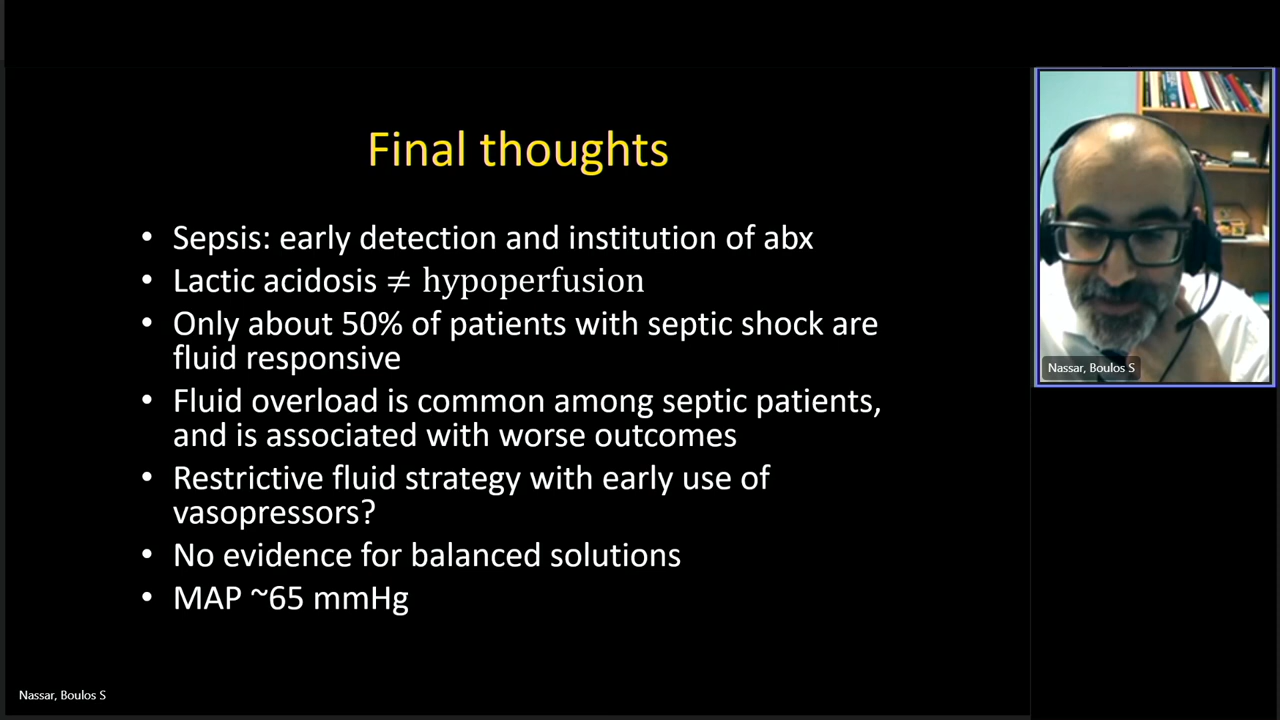 Final thoughts
• Sepsis: early detection and institution of abx
• Lactic acidosis ≠ hypoperfusion
• Only about 50% of patients with septic shock are
fluid responsive
• Fluid overload is common among septic patients,
and is associated with worse outcomes
• Restrictive fluid strategy with early use of
vasopressors?
• No evidence for balanced solutions
• MAP ~65 mmHg
Nassar, Boulos S
Nassar, Boulos S